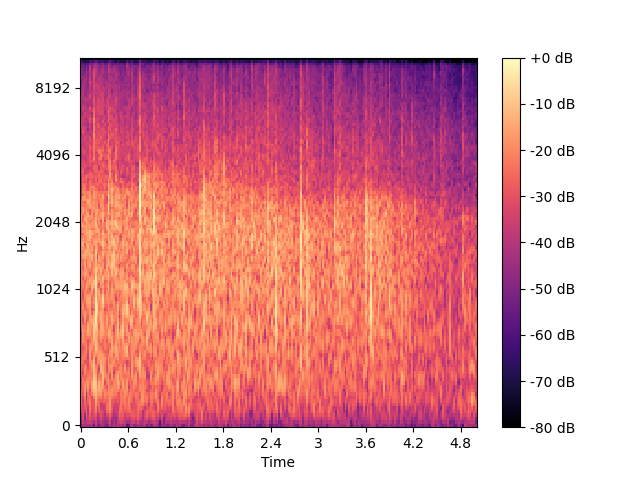 Hz
8192
4096
2048
1024
512
0
0 0.6 1.2 1.8 2.4 3 3.6 4.2 4.8
Time
+0 dB
-10 dB
-20 dB
-30 dB
-40 dB
-50 dB
-60 dB
-70 dB
-80 dB